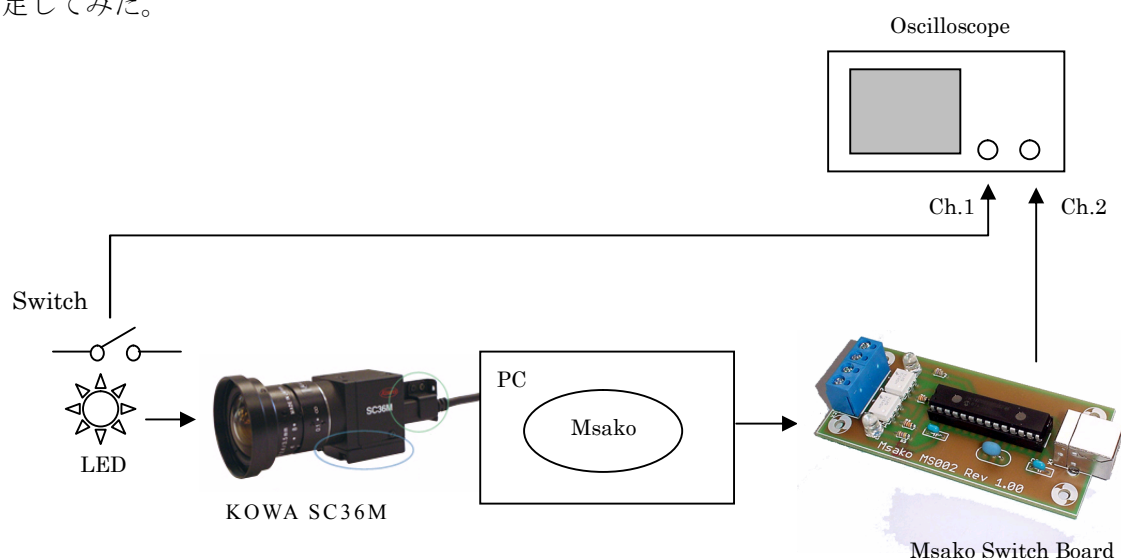 定してみた。
Oscilloscope
Ch.1
Ch.2
Switch
LED
SC36M
KOWA SC36M
PC
Msako
Msako MS002 Rev 1.00
Msako Switch Board